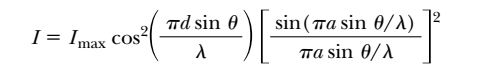 I = I_max cos²(πd sin θ / λ) [sin(πa sin θ/λ) / πa sin θ/λ]²